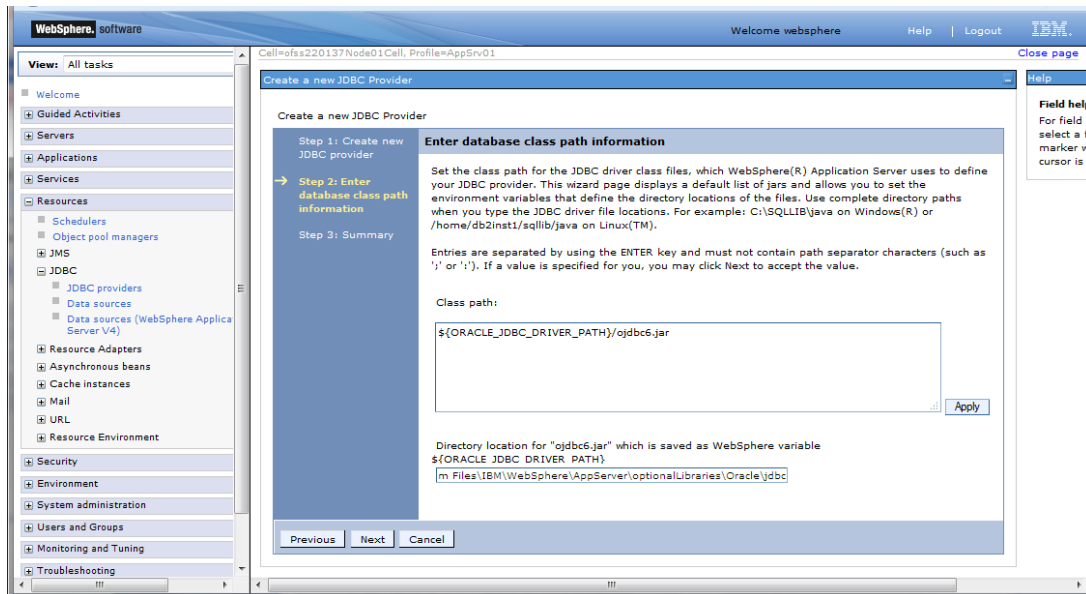 WebSphere. software
Welcome websphere
Help | Logout
IBM.
View: All tasks
Cell=ofss220137Node01Cell, Profile=AppSrv01
Close page
Welcome
Guided Activities
Servers
Applications
Services
Resources
Schedulers
Object pool managers
JMS
JDBC
JDBC providers
Data sources
Data sources (WebSphere Applica
Server V4)
Resource Adapters
Asynchronous beans
Cache instances
Mail
URL
Resource Environment
Security
Environment
System administration
Users and Groups
Monitoring and Tuning
Troubleshooting
Create a new JDBC Provider
Create a new JDBC Provider
Step 1: Create new
JDBC provider
Step 2: Enter
database class path
information
Step 3: Summary
Enter database class path information
Set the class path for the JDBC driver class files, which WebSphere(R) Application Server uses to define
your JDBC provider. This wizard page displays a default list of jars and allows you to set the
environment variables that define the directory locations of the files. Use complete directory paths
when you type the JDBC driver file locations. For example: C:\SQLLIB\java on Windows(R) or
/home/db2inst1/sqllib/java on Linux(TM).
Entries are separated by using the ENTER key and must not contain path separator characters (such as
';' or ':'). If a value is specified for you, you may click Next to accept the value.
Class path:
${ORACLE_JDBC_DRIVER_PATH}/ojdbc6.jar
Apply
Directory location for "ojdbc6.jar" which is saved as WebSphere variable
${ORACLE_JDBC_DRIVER_PATH}
m Files\IBM\WebSphere\AppServer\optionalLibraries\Oracle\jdbc
Previous Next Cancel
Help
Field help
For field
select a
marker w
cursor is